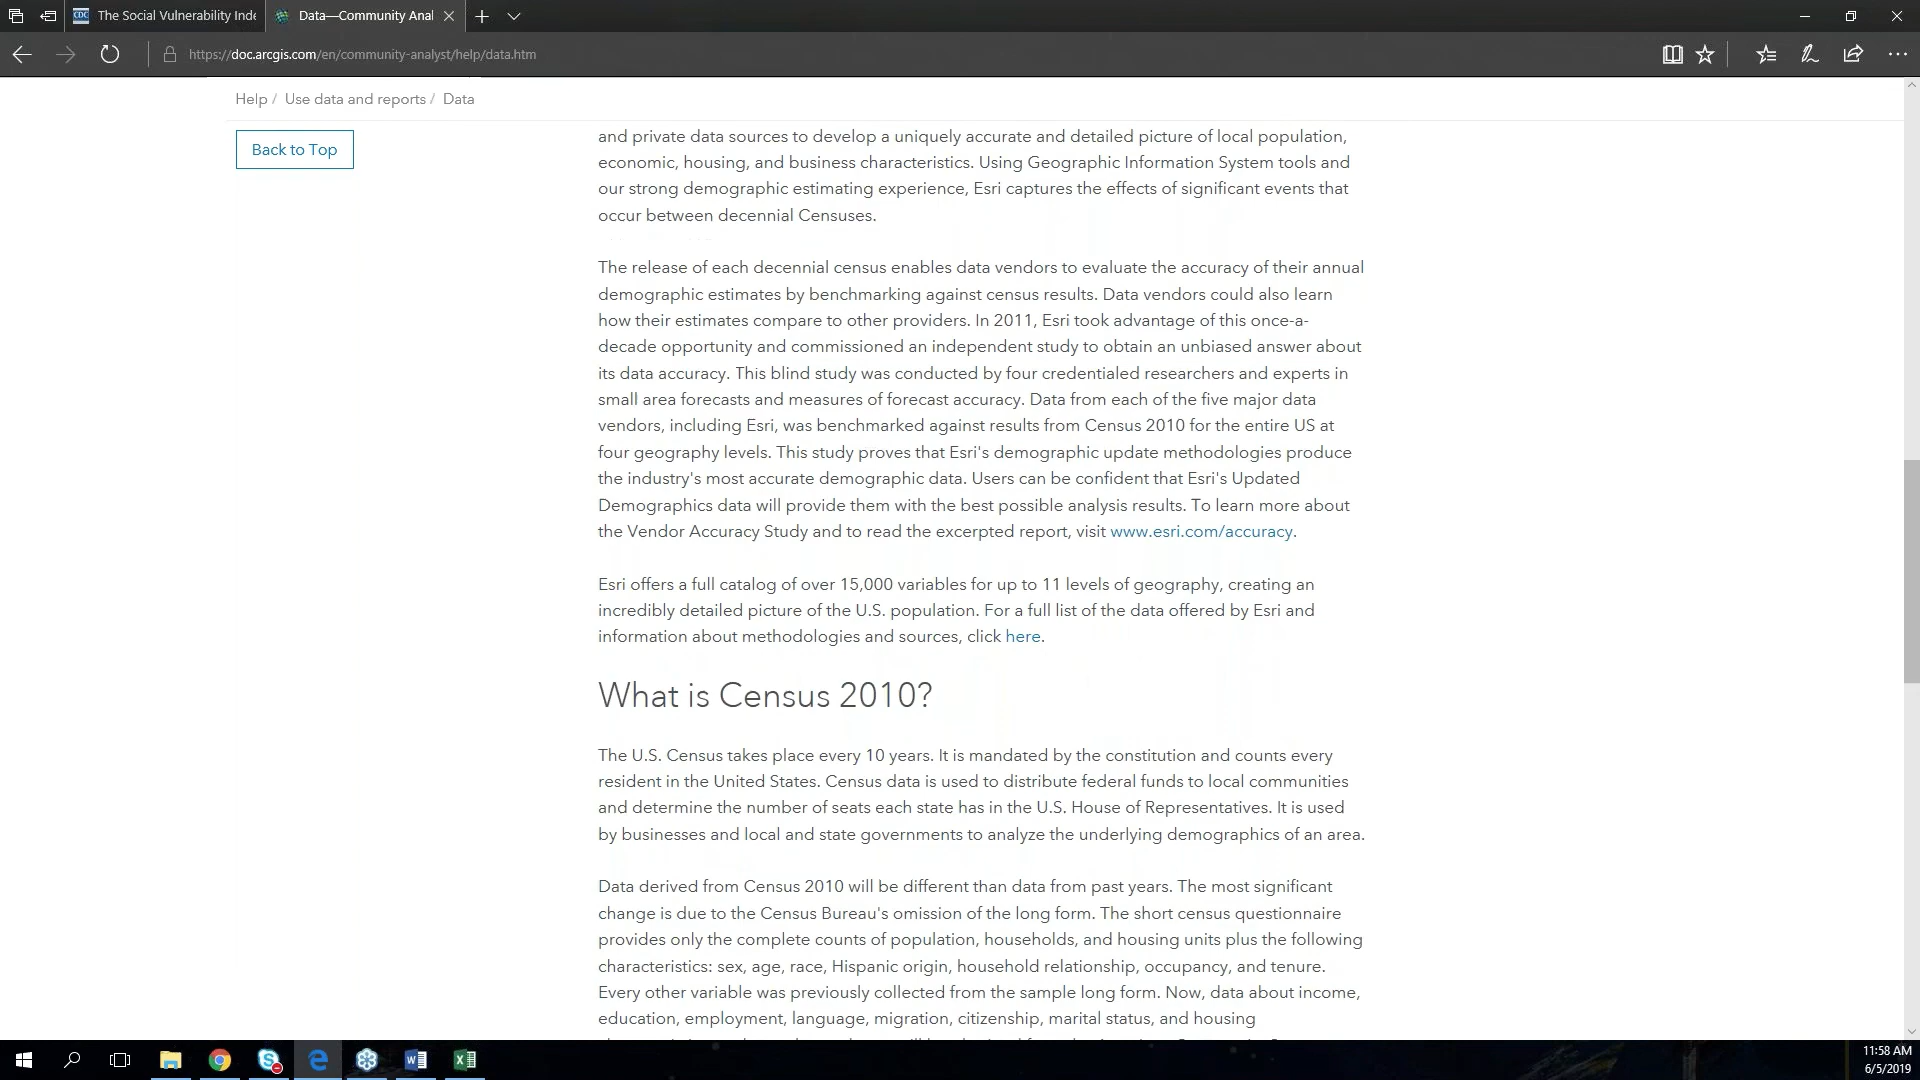 CDC The Social Vulnerability Inde
Data—Community Anal
https://doc.arcgis.com/en/community-analyst/help/data.htm
Help / Use data and reports / Data
Back to Top
and private data sources to develop a uniquely accurate and detailed picture of local population,
economic, housing, and business characteristics. Using Geographic Information System tools and
our strong demographic estimating experience, Esri captures the effects of significant events that
occur between decennial Censuses.
The release of each decennial census enables data vendors to evaluate the accuracy of their annual
demographic estimates by benchmarking against census results. Data vendors could also learn
how their estimates compare to other providers. In 2011, Esri took advantage of this once-a-
decade opportunity and commissioned an independent study to obtain an unbiased answer about
its data accuracy. This blind study was conducted by four credentialed researchers and experts in
small area forecasts and measures of forecast accuracy. Data from each of the five major data
vendors, including Esri, was benchmarked against results from Census 2010 for the entire US at
four geography levels. This study proves that Esri's demographic update methodologies produce
the industry's most accurate demographic data. Users can be confident that Esri's Updated
Demographics data will provide them with the best possible analysis results. To learn more about
the Vendor Accuracy Study and to read the excerpted report, visit www.esri.com/accuracy.
Esri offers a full catalog of over 15,000 variables for up to 11 levels of geography, creating an
incredibly detailed picture of the U.S. population. For a full list of the data offered by Esri and
information about methodologies and sources, click here.
What is Census 2010?
The U.S. Census takes place every 10 years. It is mandated by the constitution and counts every
resident in the United States. Census data is used to distribute federal funds to local communities
and determine the number of seats each state has in the U.S. House of Representatives. It is used
by businesses and local and state governments to analyze the underlying demographics of an area.
Data derived from Census 2010 will be different than data from past years. The most significant
change is due to the Census Bureau's omission of the long form. The short census questionnaire
provides only the complete counts of population, households, and housing units plus the following
characteristics: sex, age, race, Hispanic origin, household relationship, occupancy, and tenure.
Every other variable was previously collected from the sample long form. Now, data about income,
education, employment, language, migration, citizenship, marital status, and housing
11:58 AM
6/5/2019